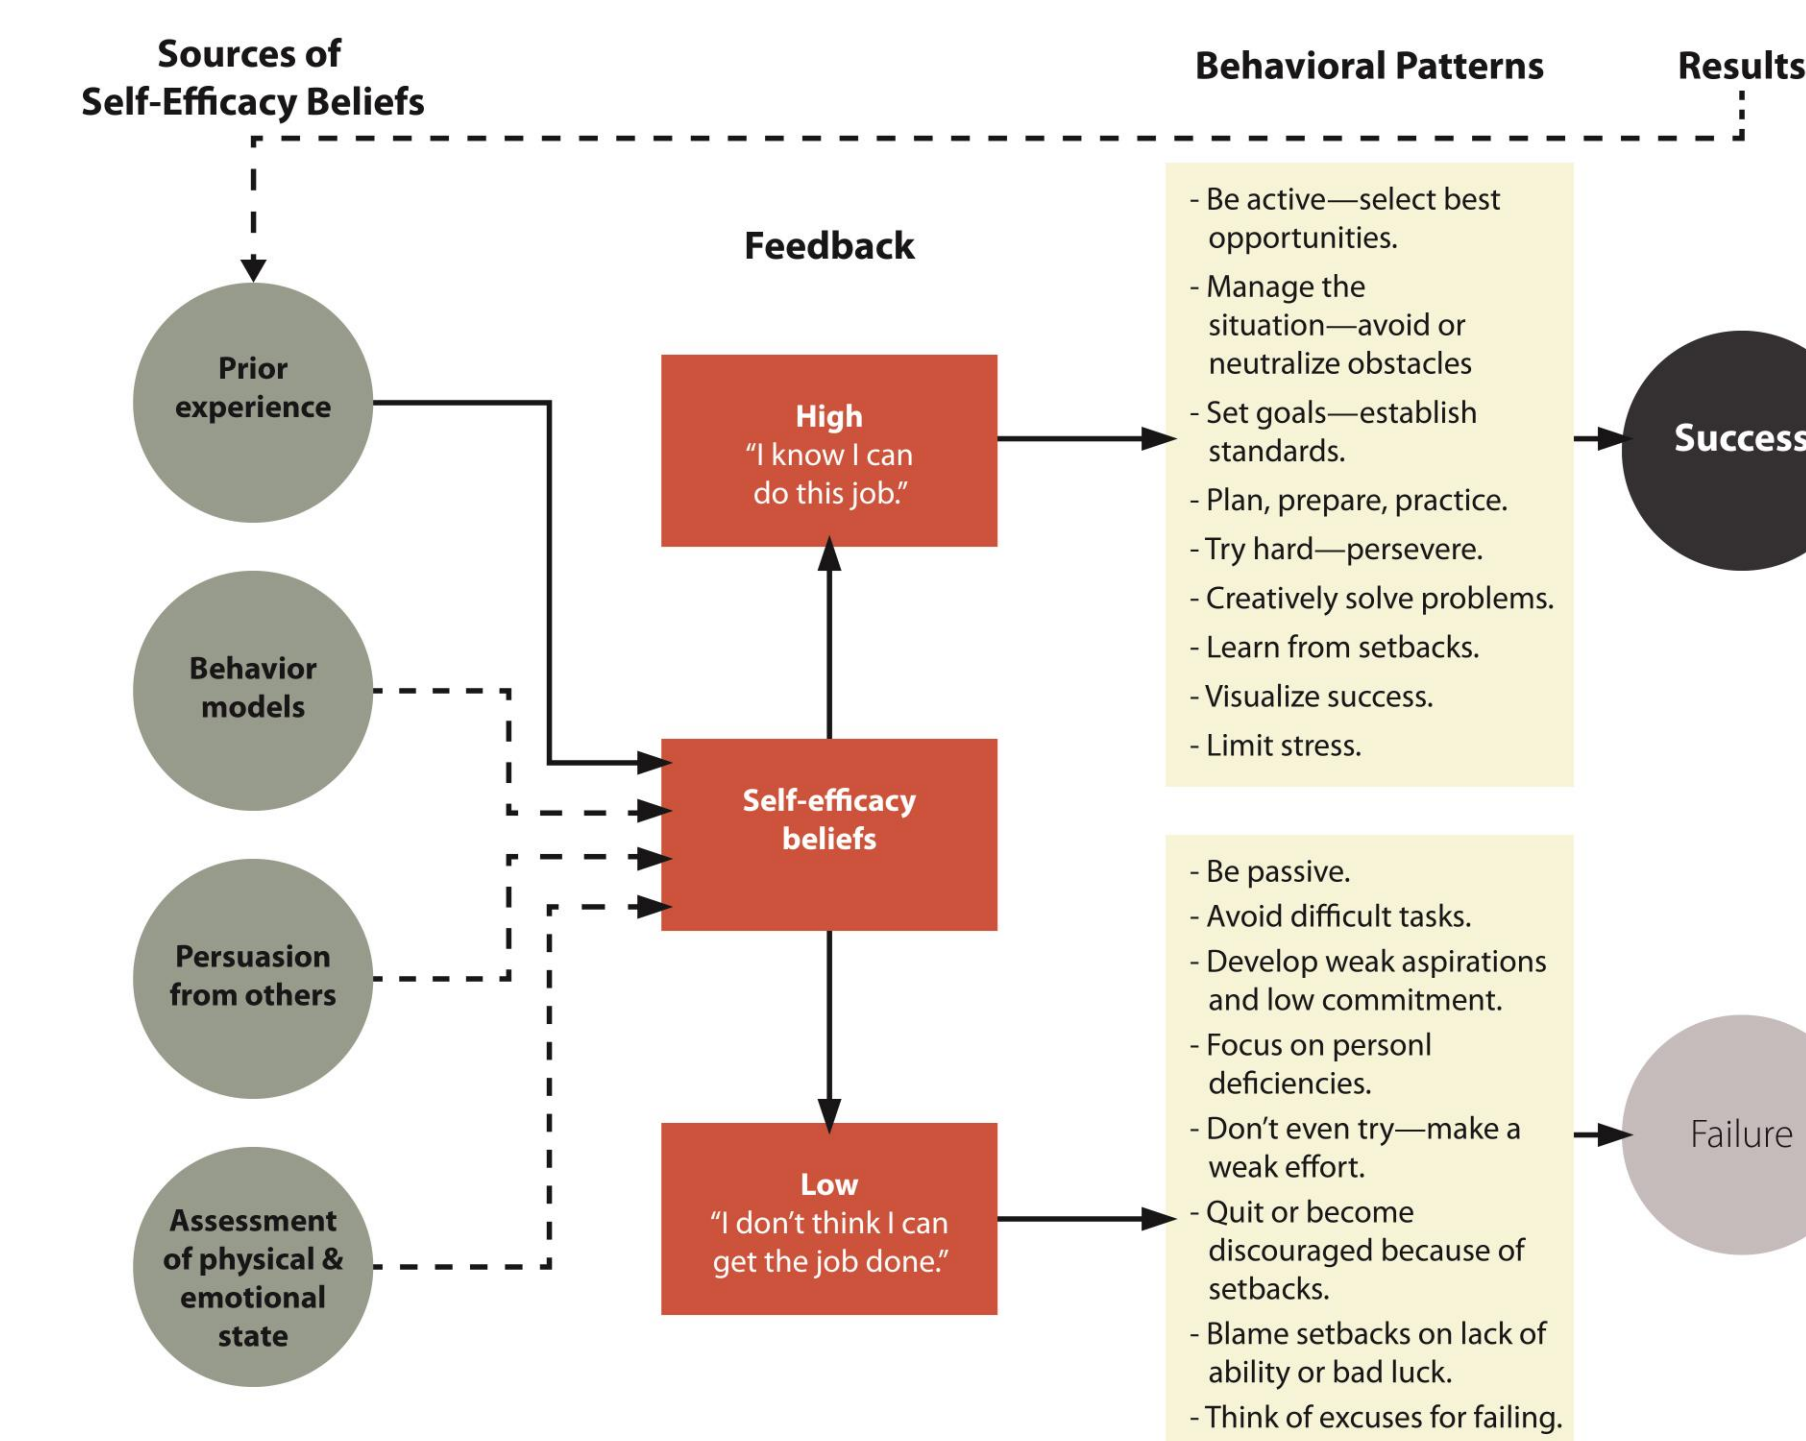 Sources of
Self-Efficacy Beliefs
Behavioral Patterns
Results
Feedback
Prior
experience
Behavior
models
Persuasion
from others
Assessment
of physical &
emotional
state
High
“I know I can
do this job.”
Self-efficacy
beliefs
Low
“I don’t think I can
get the job done.”
- Be active—select best
opportunities.
- Manage the
situation—avoid or
neutralize obstacles
- Set goals—establish
standards.
- Plan, prepare, practice.
- Try hard—persevere.
- Creatively solve problems.
- Learn from setbacks.
- Visualize success.
- Limit stress.
- Be passive.
- Avoid difficult tasks.
- Develop weak aspirations
and low commitment.
- Focus on personl
deficiencies.
- Don’t even try—make a
weak effort.
- Quit or become
discouraged because of
setbacks.
- Blame setbacks on lack of
ability or bad luck.
- Think of excuses for failing.
Success
Failure